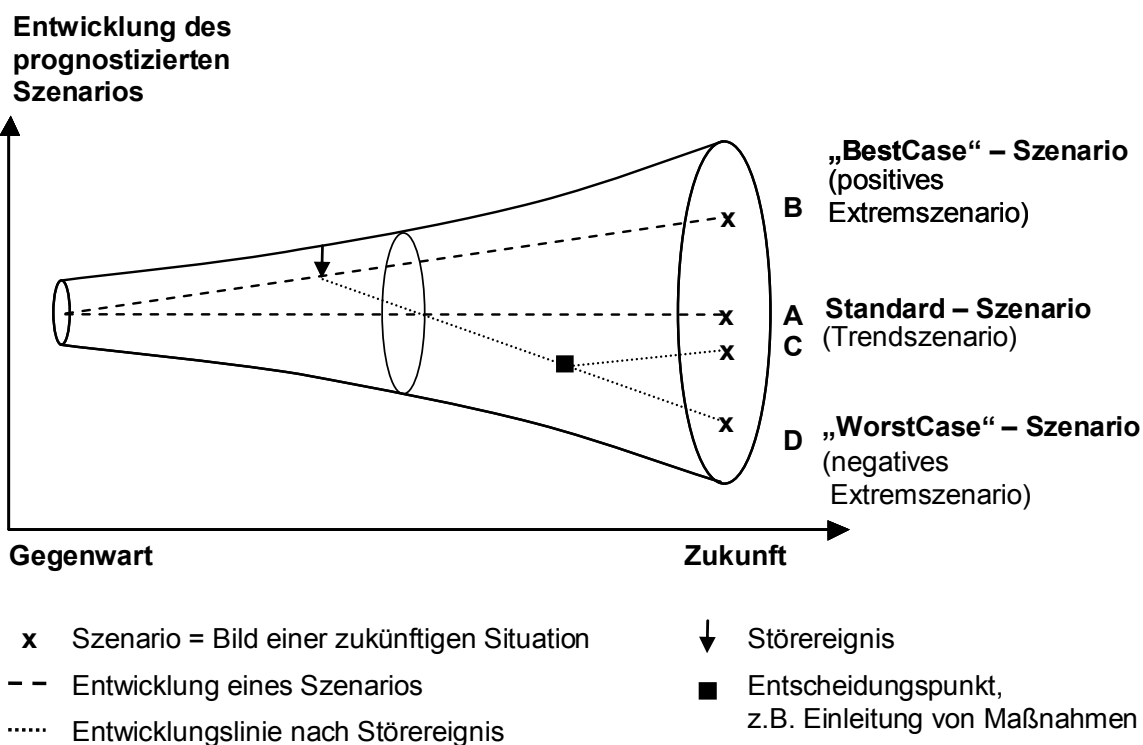 Entwicklung des
prognostizierten
Szenarios
„BestCase“ – Szenario
(positives
Extremszenario)
B
A
Standard – Szenario
(Trendszenario)
C
D
„WorstCase“ – Szenario
(negatives
Extremszenario)
Gegenwart
Zukunft
x Szenario = Bild einer zukünftigen Situation
Entwicklung eines Szenarios
Entwicklungslinie nach Störereignis
Störereignis
Entscheidungspunkt,
z.B. Einleitung von Maßnahmen
x
x
x
x